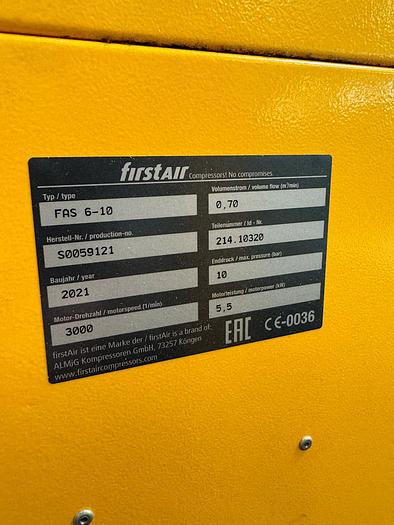 firstAIR Compressors! No compromises.
Typ / type
FAS 6-10
Herstell-Nr. / production-no.
S0059121
Baujahr / year
2021
Motor-Drehzahl / motorspeed (1/min)
3000
Volumenstrom / volume flow (m³/min)
0,70
Teilenummer / Id - Nr.
214.10320
Enddruck / max. pressure (bar)
10
Motorleistung / motorpower (kW)
5,5
firstAir ist eine Marke der / firstAir is a brand of:
ALMiG Kompressoren GmbH, 73257 Köngen
www.firstaircompressors.com
EAC CE-0036